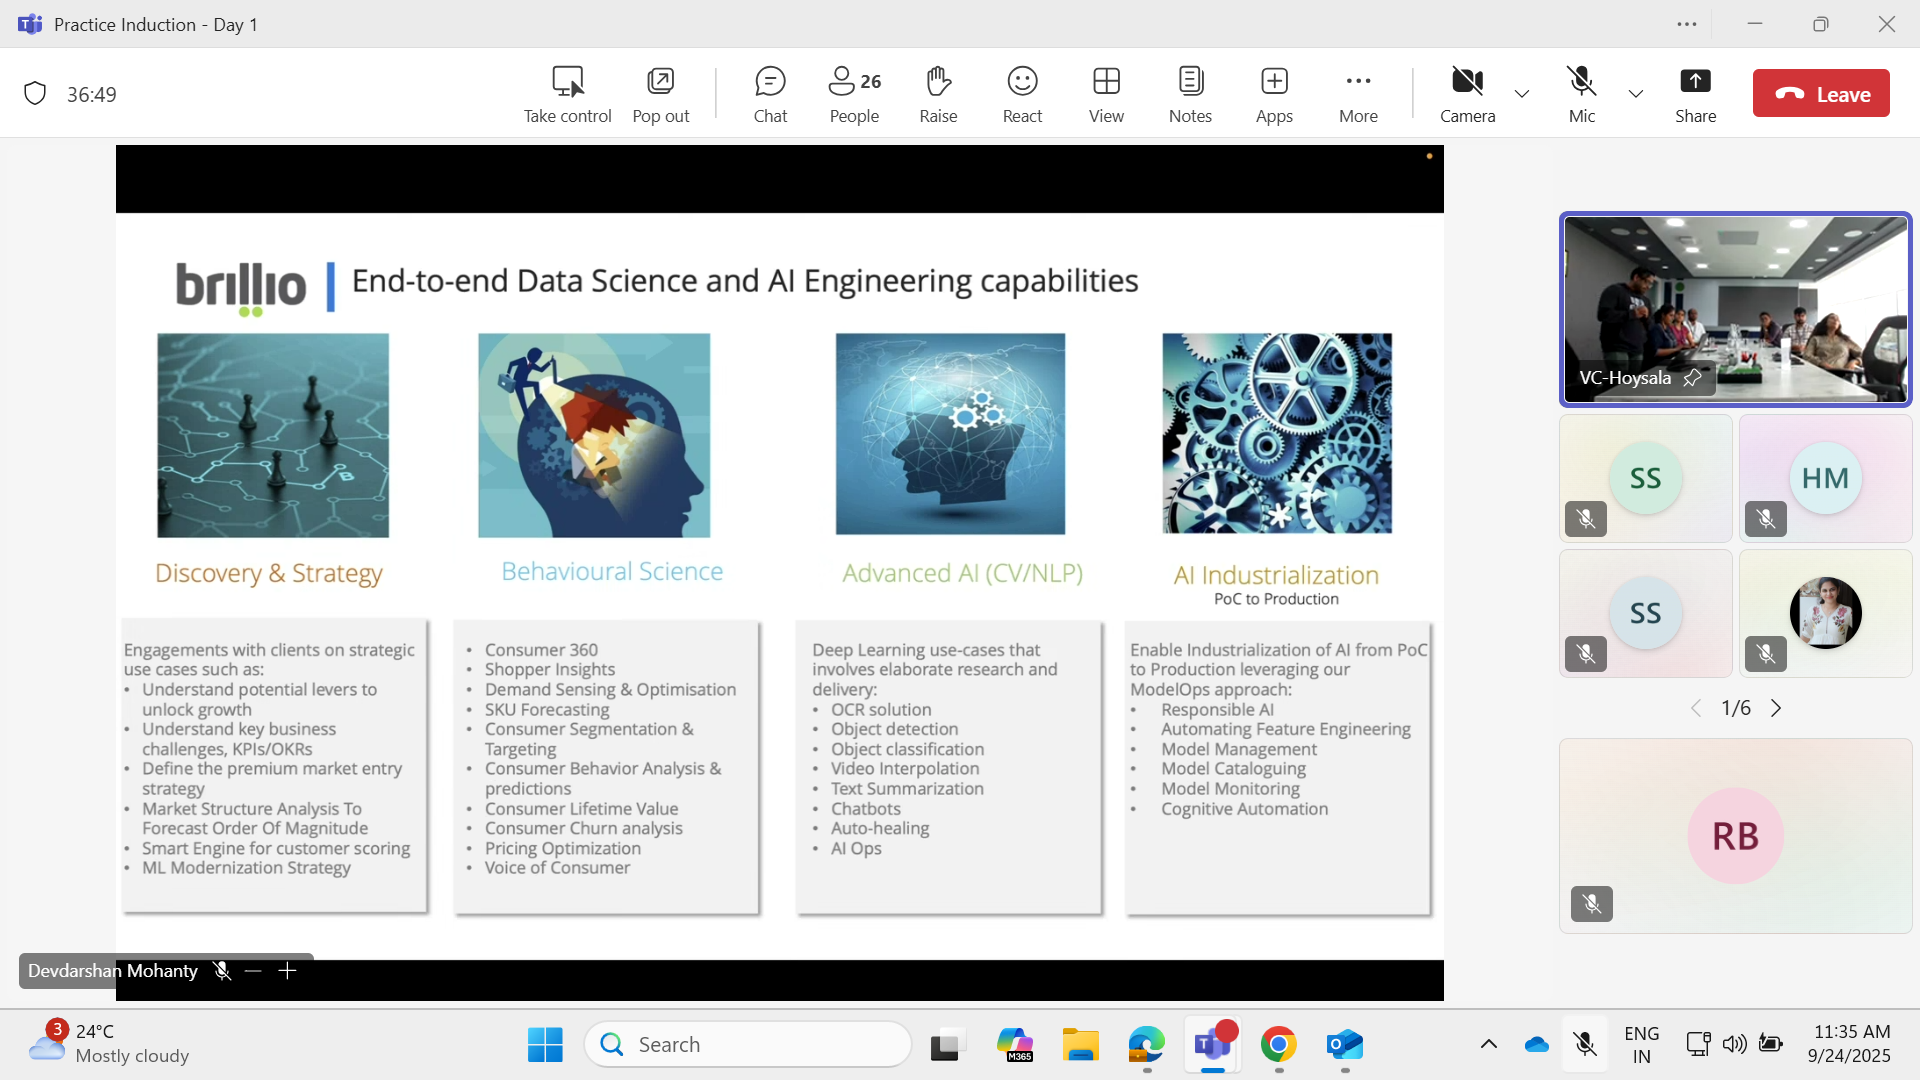 Practice Induction - Day 1
36:49
Take control
Pop out
Chat
26
People
Raise
React
View
Notes
Apps
More
Camera
Mic
Share
Leave
brillio
End-to-end Data Science and AI Engineering capabilities
Discovery & Strategy
Engagements with clients on strategic
use cases such as:
• Understand potential levers to
unlock growth
• Understand key business
challenges, KPIs/OKRs
• Define the premium market entry
strategy
• Market Structure Analysis To
Forecast Order Of Magnitude
• Smart Engine for customer scoring
• ML Modernization Strategy
Behavioural Science
• Consumer 360
• Shopper Insights
• Demand Sensing & Optimisation
• SKU Forecasting
• Consumer Segmentation &
Targeting
• Consumer Behavior Analysis &
predictions
• Consumer Lifetime Value
• Consumer Churn analysis
• Pricing Optimization
• Voice of Consumer
Advanced AI (CV/NLP)
Deep Learning use-cases that
involves elaborate research and
delivery:
• OCR solution
• Object detection
• Object classification
• Video Interpolation
• Text Summarization
• Chatbots
• Auto-healing
• AI Ops
AI Industrialization
PoC to Production
Enable Industrialization of AI from PoC
to Production leveraging our
ModelOps approach:
• Responsible AI
• Automating Feature Engineering
• Model Management
• Model Cataloguing
• Model Monitoring
• Cognitive Automation
Devdarshan Mohanty
VC-Hoysala
SS
HM
SS
1/6
RB
3
24°C
Mostly cloudy
Search
M365
ENG
IN
11:35 AM
9/24/2025